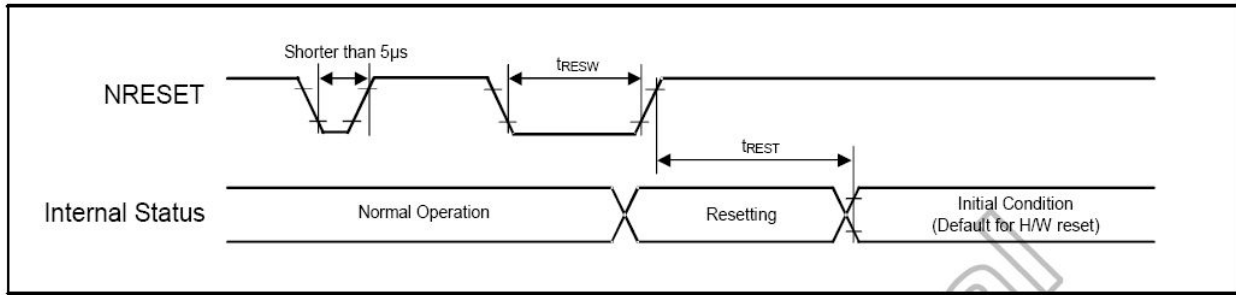 Shorter than 5μs
tRESW
NRESET
tREST
Internal Status
Normal Operation
Resetting
Initial Condition
(Default for H/W reset)